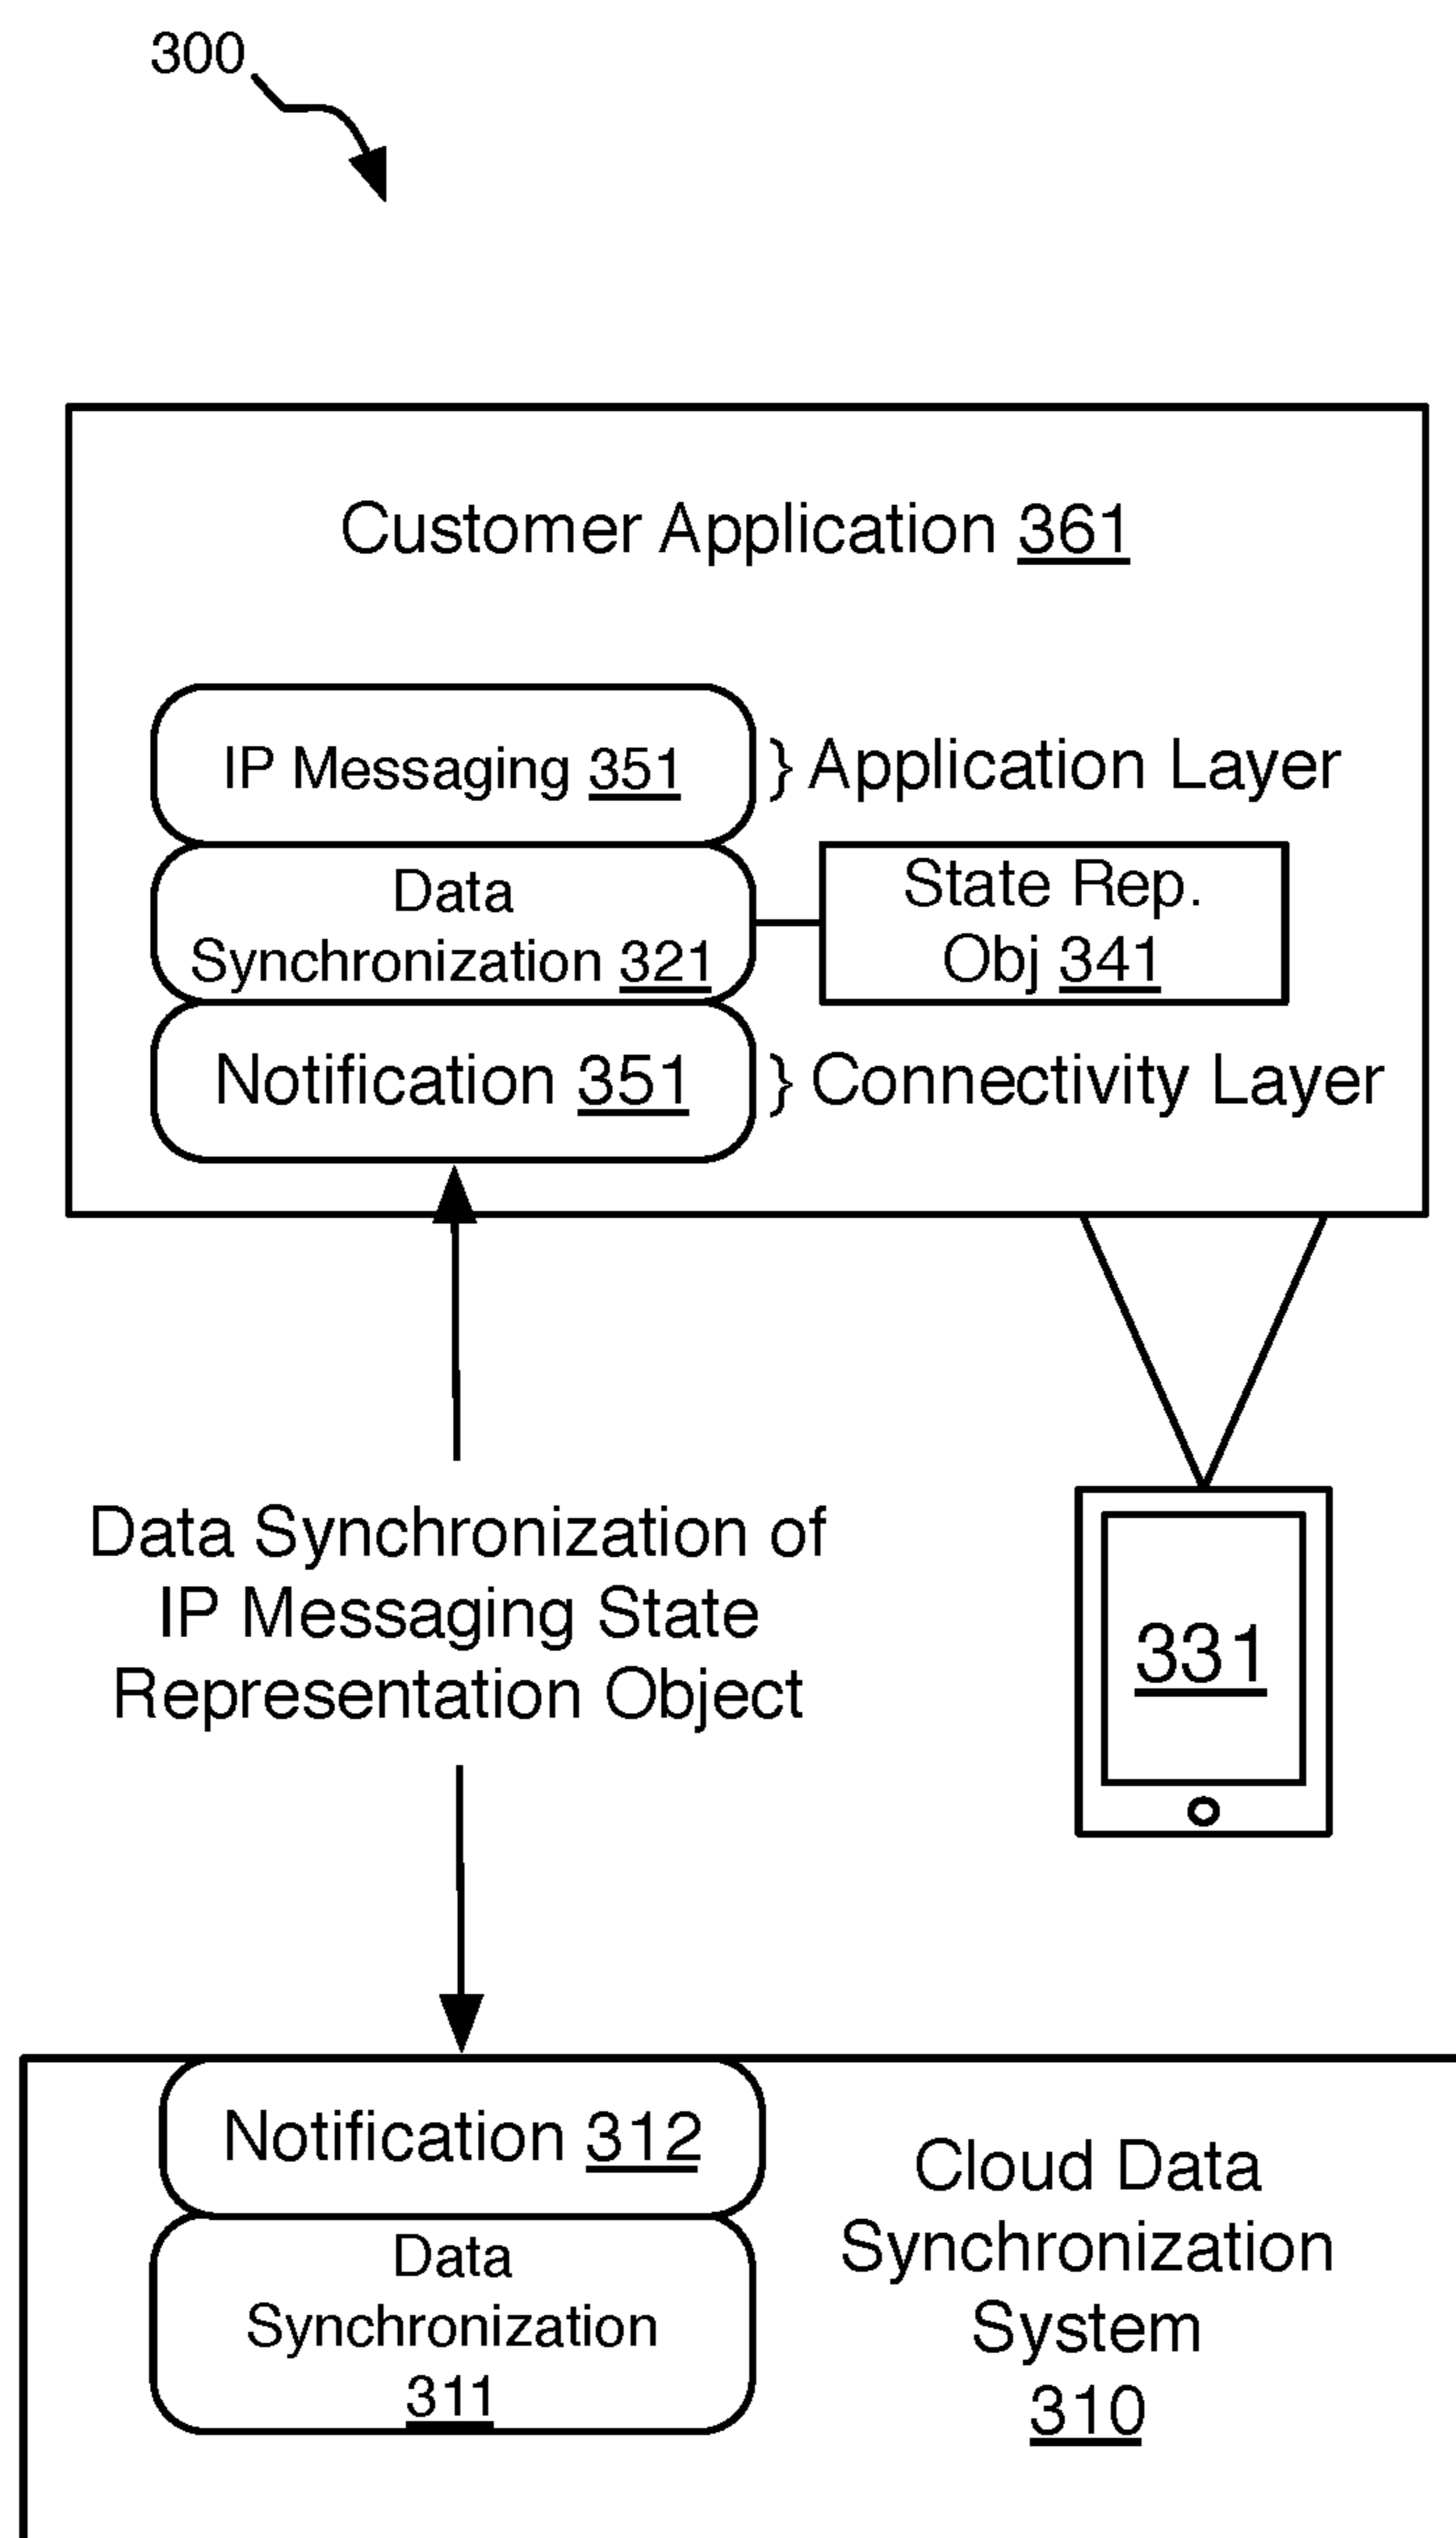 300
Customer Application 361
IP Messaging 351
} Application Layer
Data
Synchronization 321
State Rep.
Obj 341
Notification 351
} Connectivity Layer
Data Synchronization of
IP Messaging State
Representation Object
331
Notification 312
Data
Synchronization
311
Cloud Data
Synchronization
System
310